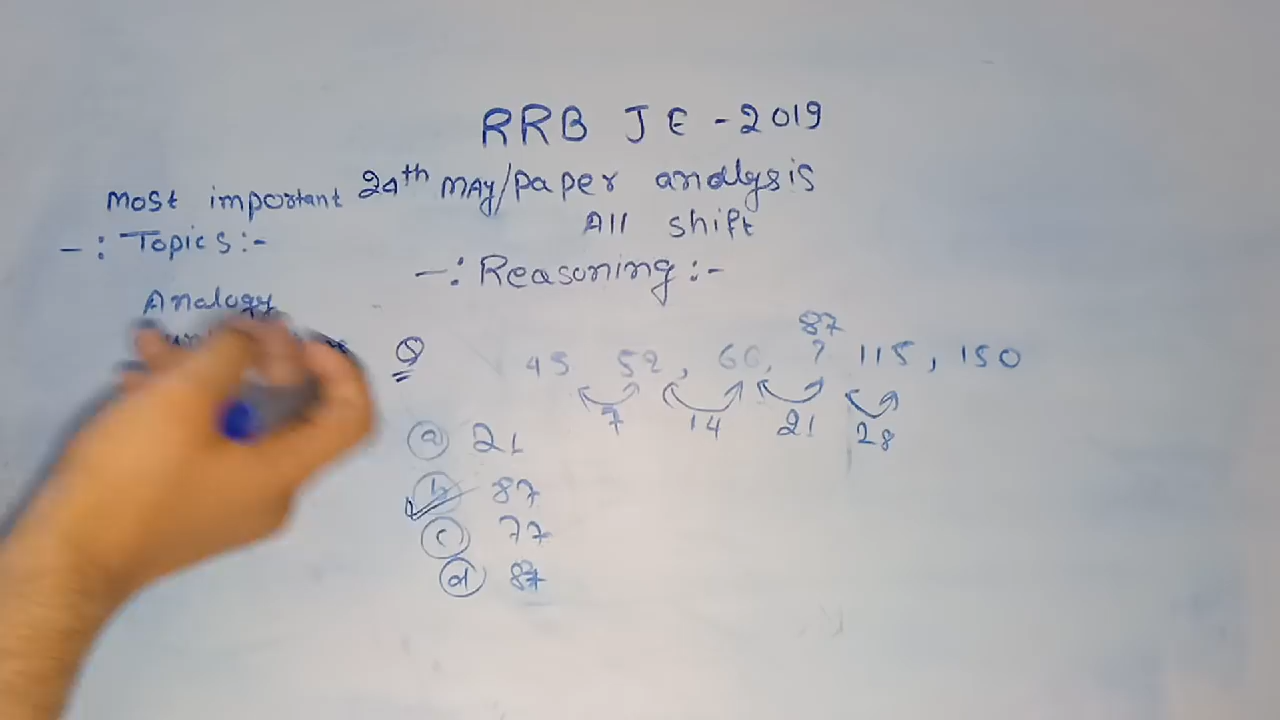 RRB JE - 2019
Most important 24th MAy/paper analysis
All shift
-: Topics:-
-: Reasoning :-
Analogy
Q 45 52, 66, ? 115, 150
87
7 14 21 28
(a) 21
(b) 87
(c) 77
(d) 87